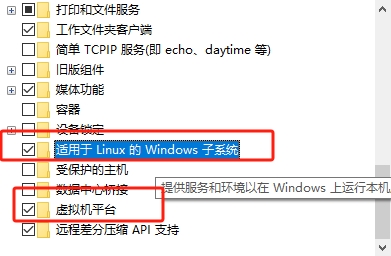 打印和文件服务
工作文件夹客户端
简单 TCPIP 服务(即 echo、daytime 等)
旧版组件
媒体功能
容器
设备锁定
适用于 Linux 的 Windows 子系统
受保护的主机
提供服务和环境以在 Windows 上运行本机
数据中心桥接
虚拟机平台
远程差分压缩 API 支持